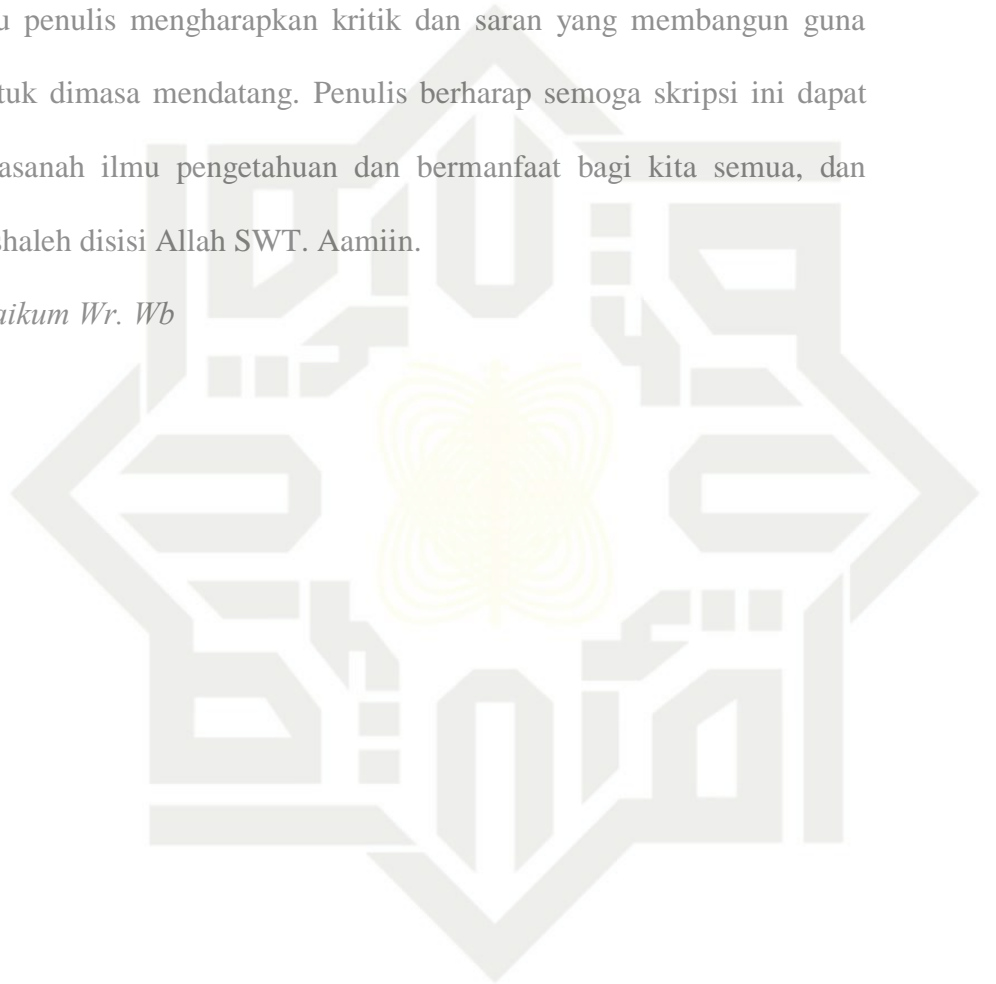 u penulis mengharapkan kritik dan saran yang membangun guna
tuk dimasa mendatang. Penulis berharap semoga skripsi ini dapat
asanah ilmu pengetahuan dan bermanfaat bagi kita semua, dan
shaleh disisi Allah SWT. Aamiin.
aikum Wr. Wb